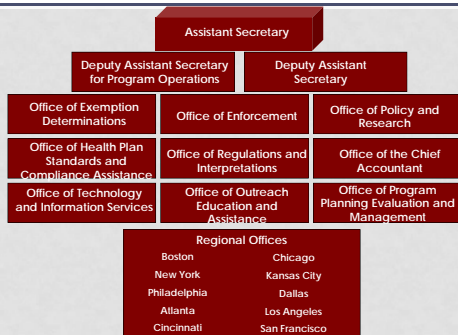 Assistant Secretary
Deputy Assistant Secretary
for Program Operations
Deputy Assistant
Secretary
Office of Exemption
Determinations
Office of Enforcement
Office of Policy and
Research
Office of Health Plan
Standards and
Compliance Assistance
Office of Regulations and
Interpretations
Office of the Chief
Accountant
Office of Technology
and Information Services
Office of Outreach
Education and
Assistance
Office of Program
Planning Evaluation and
Management
Regional Offices
Boston
Chicago
New York
Kansas City
Philadelphia
Dallas
Atlanta
Los Angeles
Cincinnati
San Francisco